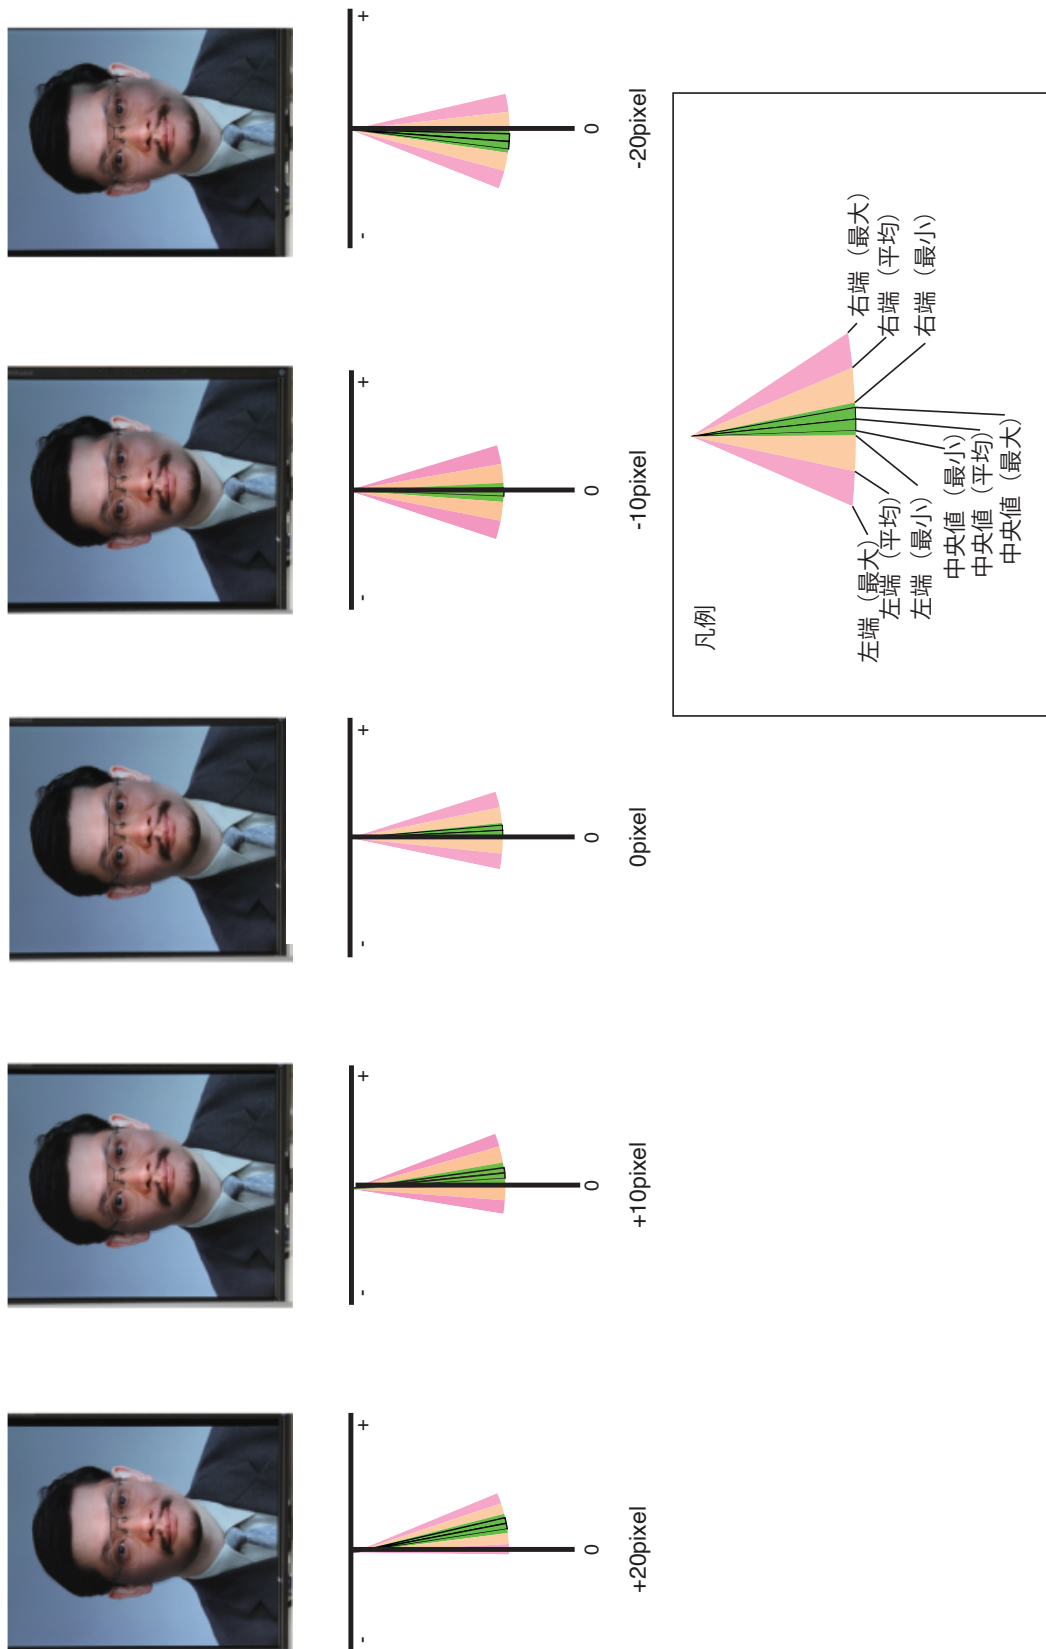 - + - + - + - + - +
0 0 0 0 0
+20pixel +10pixel 0pixel -10pixel -20pixel
凡例
左端（最大） 右端（最大）
左端（平均） 右端（平均）
左端（最小） 右端（最小）
中央値（最小）
中央値（平均）
中央値（最大）